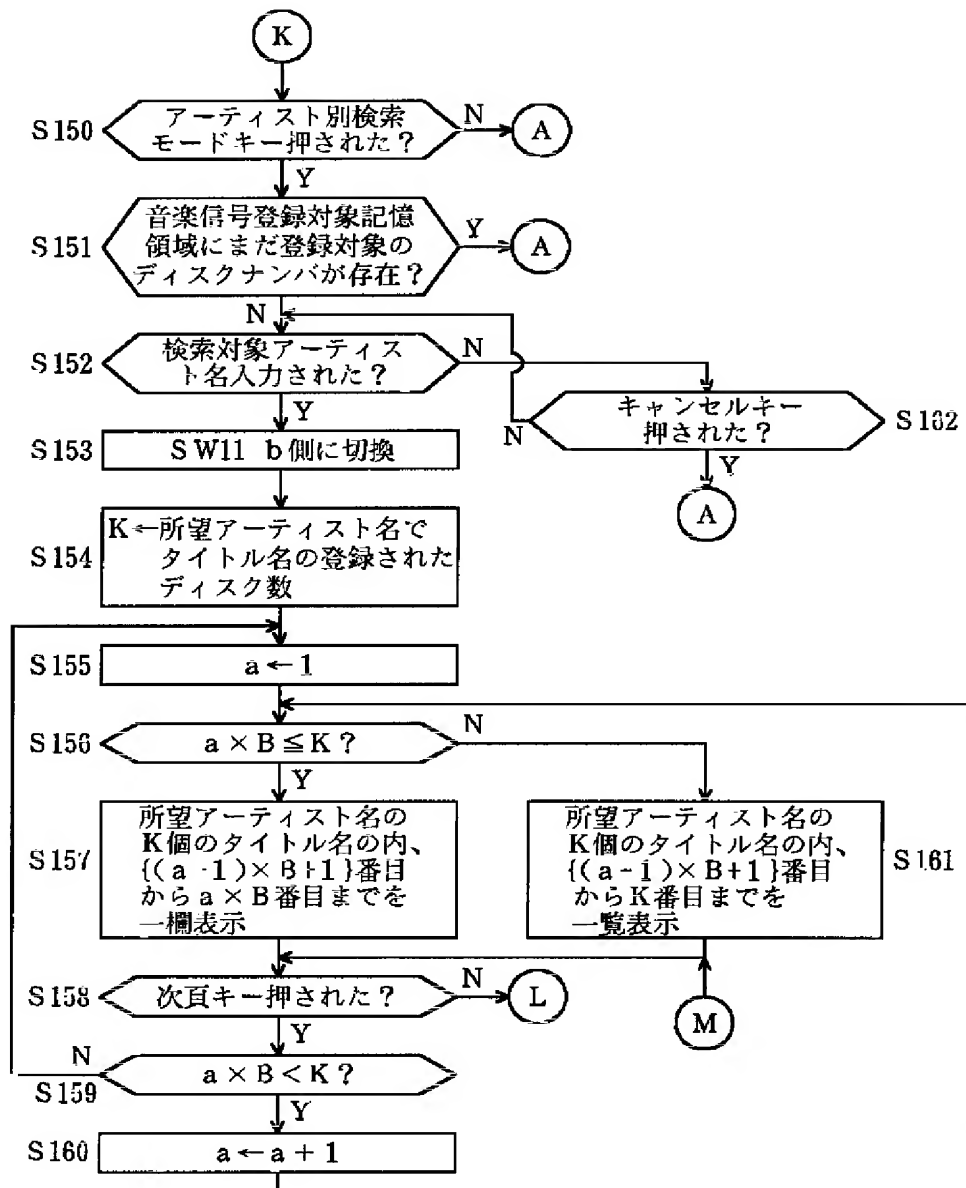 K
S150
アーティスト別検索
モードキー押された？
N
A
Y
S151
音楽信号登録対象記憶
領域にまだ登録対象の
ディスクナンバが存在？
Y
A
N
S152
検索対象アーティス
ト名入力された？
N
Y
キャンセルキー
押された？
S162
N
Y
A
S153
SW11 b側に切換
S154
K←所望アーティスト名で
タイトル名の登録された
ディスク数
S155
a←1
S156
a×B≦K？
N
Y
S157
所望アーティスト名の
K個のタイトル名の内、
{(a-1)×B+1}番目
からa×B番目までを
一欄表示
所望アーティスト名の
K個のタイトル名の内、
{(a-1)×B+1}番目
からK番目までを
一覧表示
S161
S158
次頁キー押された？
N
L
M
Y
N
S159
a×B<K？
Y
S160
a←a+1